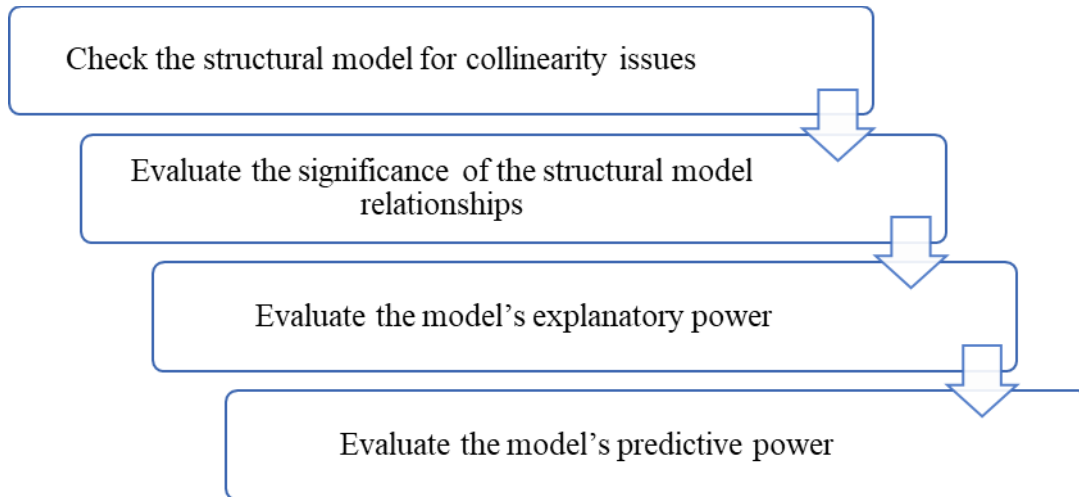 Check the structural model for collinearity issues
Evaluate the significance of the structural model
relationships
Evaluate the model’s explanatory power
Evaluate the model’s predictive power